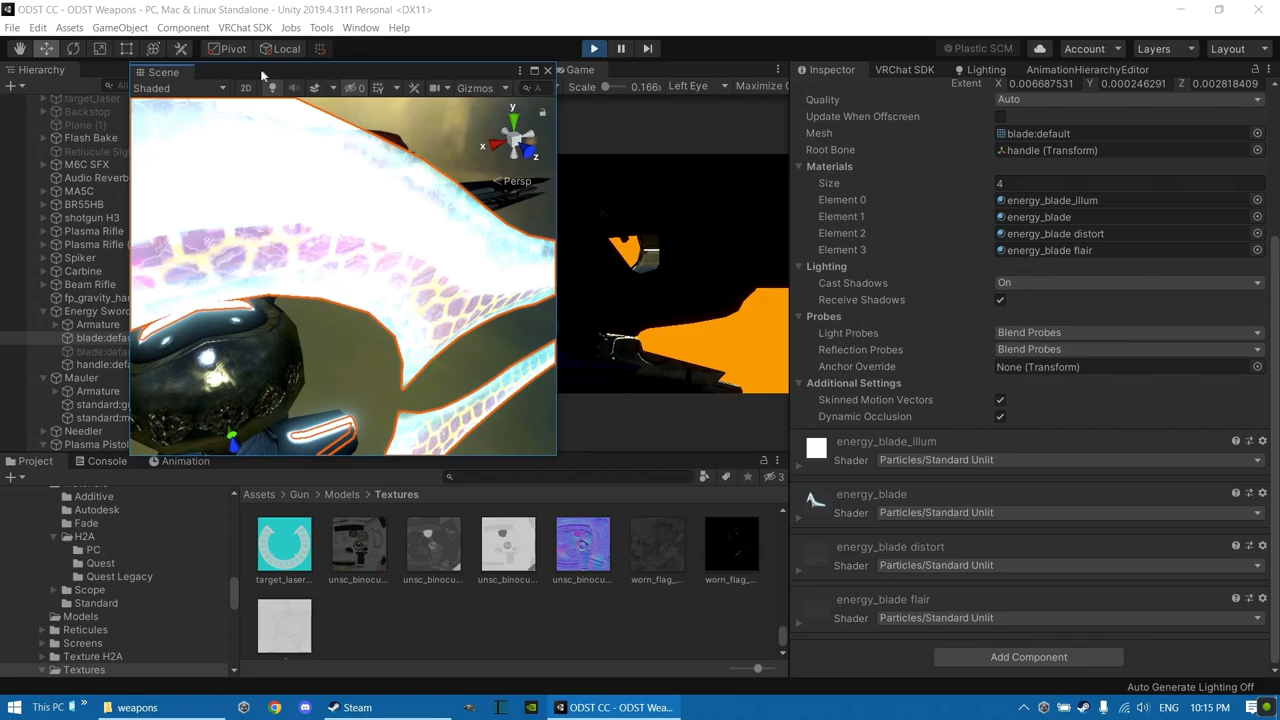 ODST CC - ODST Weapons - PC, Mac & Linux Standalone - Unity 2019.4.31f1 Personal <DX11>
File Edit Assets GameObject Component VRChat SDK Jobs Tools Window Help
Pivot Local Plastic SCM Account Layers Layout
Hierarchy
All
target_laser
Backstop
Plane (1)
Flash Bake
Reticule Sig
M6C SFX
Audio Reverb
MA5C
BR55HB
shotgun H3
Plasma Rifle
Plasma Rifle (
Spiker
Carbine
Beam Rifle
fp_gravity_ha
Energy Sword
Armature
blade:defau
blade:defau
handle:defa
Mauler
Armature
standard:gu
standard:m
Needler
Plasma Pistol
Scene
Shaded 2D 0 Gizmos A
y
x
z
Persp
Game
Scale 0.166 Left Eye Maximize
Inspector VRChat SDK Lighting AnimationHierarchyEditor
Extent X 0.006687531 Y 0.000246291 Z 0.002818409
Quality Auto
Update When Offscreen
Mesh blade:default
Root Bone handle (Transform)
Materials
Size 4
Element 0 energy_blade_illum
Element 1 energy_blade
Element 2 energy_blade distort
Element 3 energy_blade flair
Lighting
Cast Shadows On
Receive Shadows
Probes
Light Probes Blend Probes
Reflection Probes Blend Probes
Anchor Override None (Transform)
Additional Settings
Skinned Motion Vectors
Dynamic Occlusion
energy_blade_illum
Shader Particles/Standard Unlit
energy_blade
Shader Particles/Standard Unlit
energy_blade distort
Shader Particles/Standard Unlit
energy_blade flair
Shader Particles/Standard Unlit
Add Component
Auto Generate Lighting Off
Project Console Animation
3
Additive
Autodesk
Fade
H2A
PC
Quest
Quest Legacy
Scope
Standard
Models
Reticules
Screens
Texture H2A
Textures
Assets > Gun > Models > Textures
target_laser... unsc_binocu... unsc_binocu... unsc_binocu... unsc_binocu... worn_flag_... worn_flag_...
This PC weapons Steam ODST CC - ODST Wea... ENG 10:15 PM